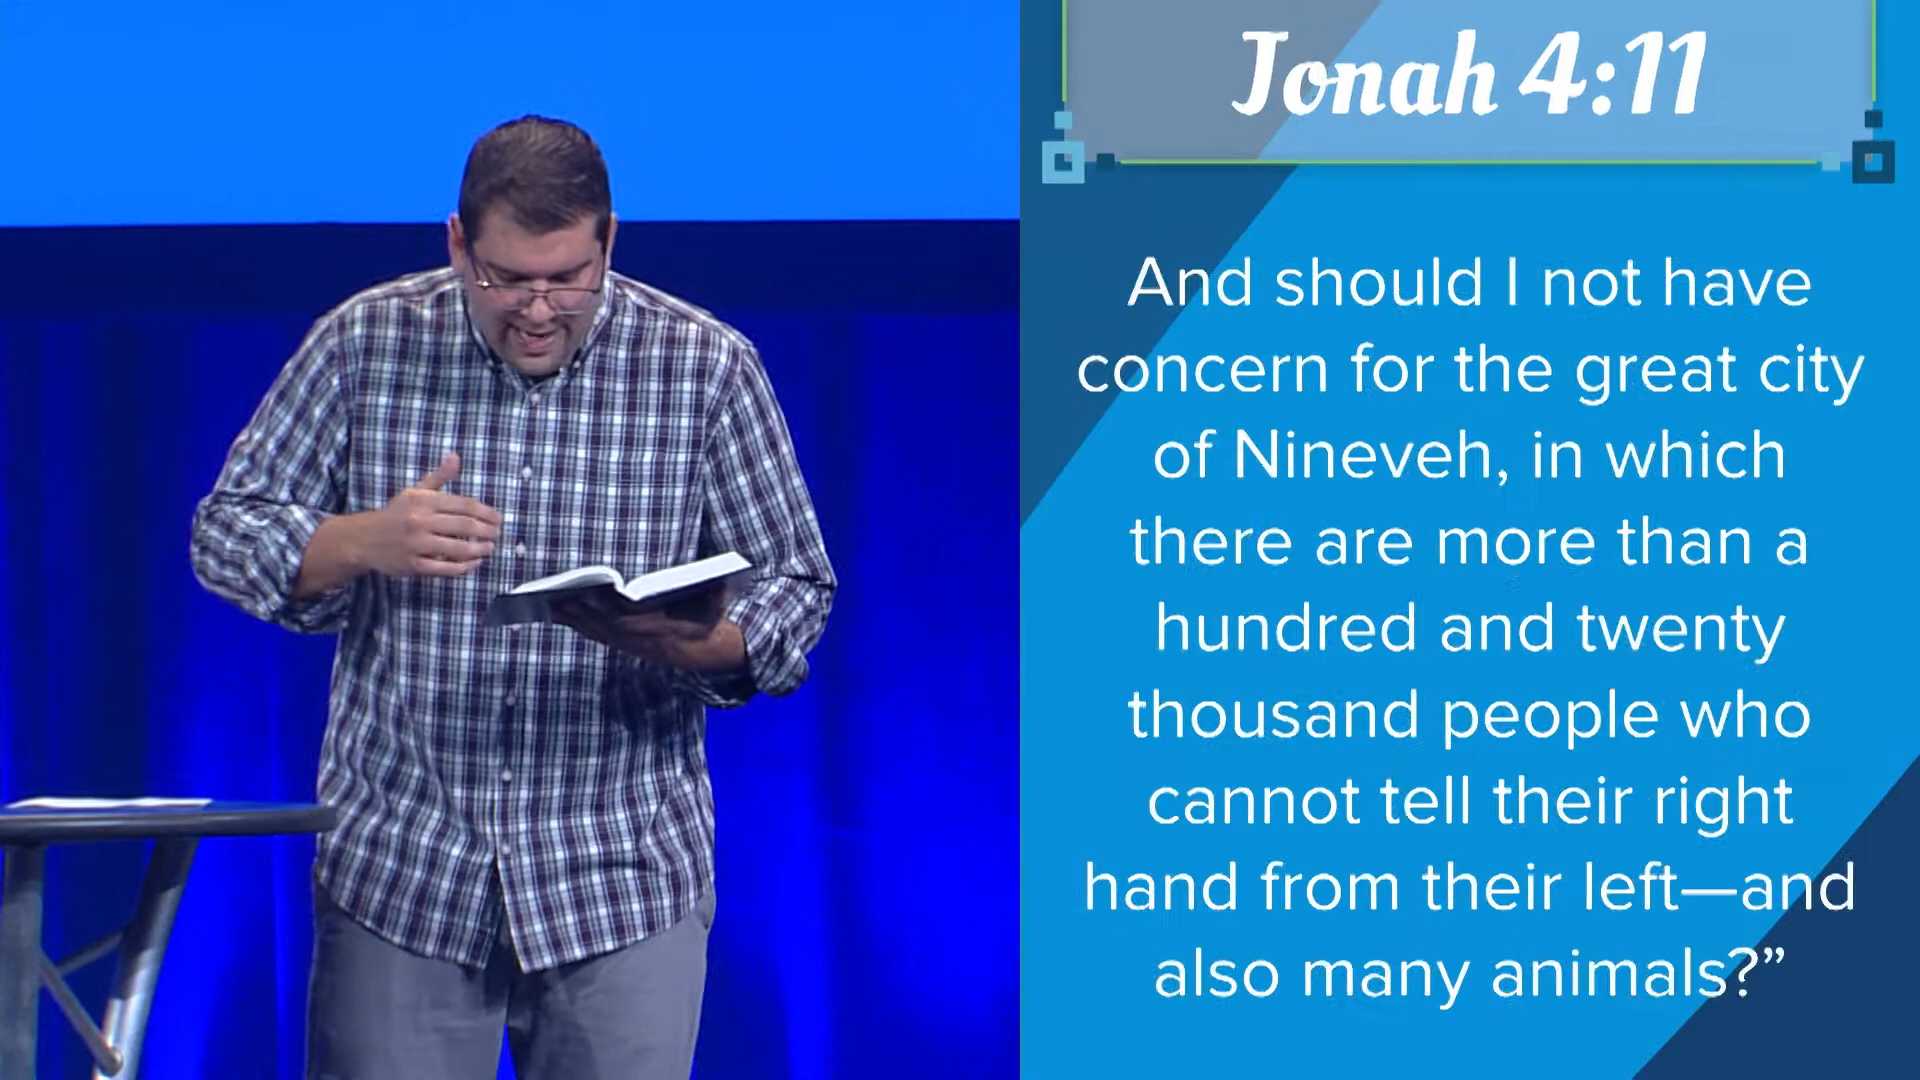 Jonah 4:11
And should I not have
concern for the great city
of Nineveh, in which
there are more than a
hundred and twenty
thousand people who
cannot tell their right
hand from their left—and
also many animals?”